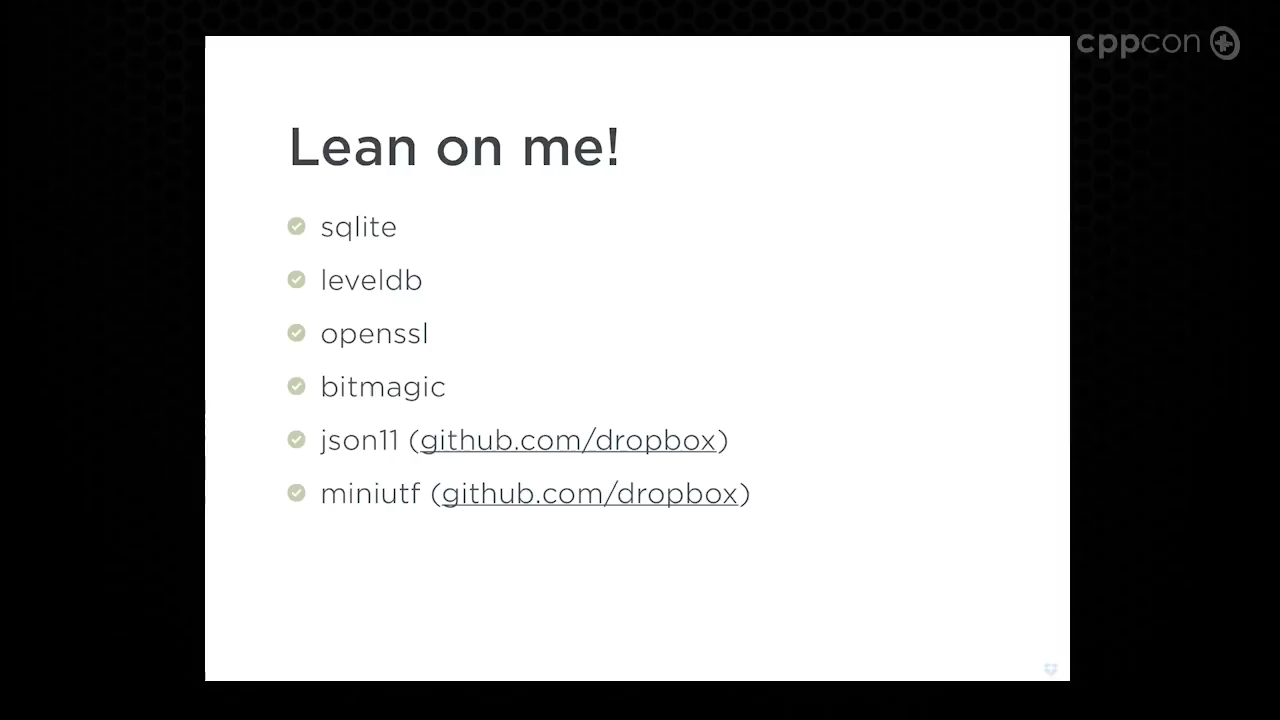 cppcon
Lean on me!
sqlite
leveldb
openssl
bitmagic
json11 (github.com/dropbox)
miniutf (github.com/dropbox)